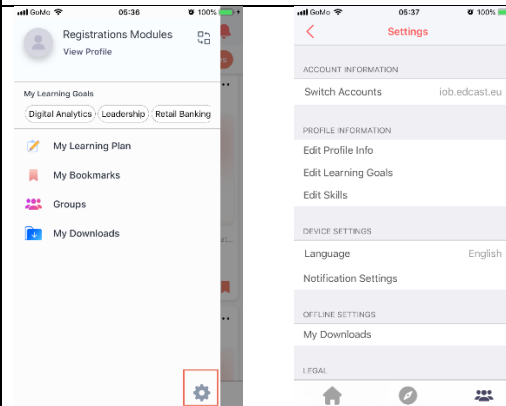 GoMo 05:36 100%
Registrations Modules
View Profile
My Learning Goals
Digital Analytics Leadership Retail Banking
My Learning Plan
My Bookmarks
Groups
My Downloads
GoMo 05:37 100%
Settings
ACCOUNT INFORMATION
Switch Accounts iob.edcast.eu
PROFILE INFORMATION
Edit Profile Info
Edit Learning Goals
Edit Skills
DEVICE SETTINGS
Language English
Notification Settings
OFFLINE SETTINGS
My Downloads
LEGAL